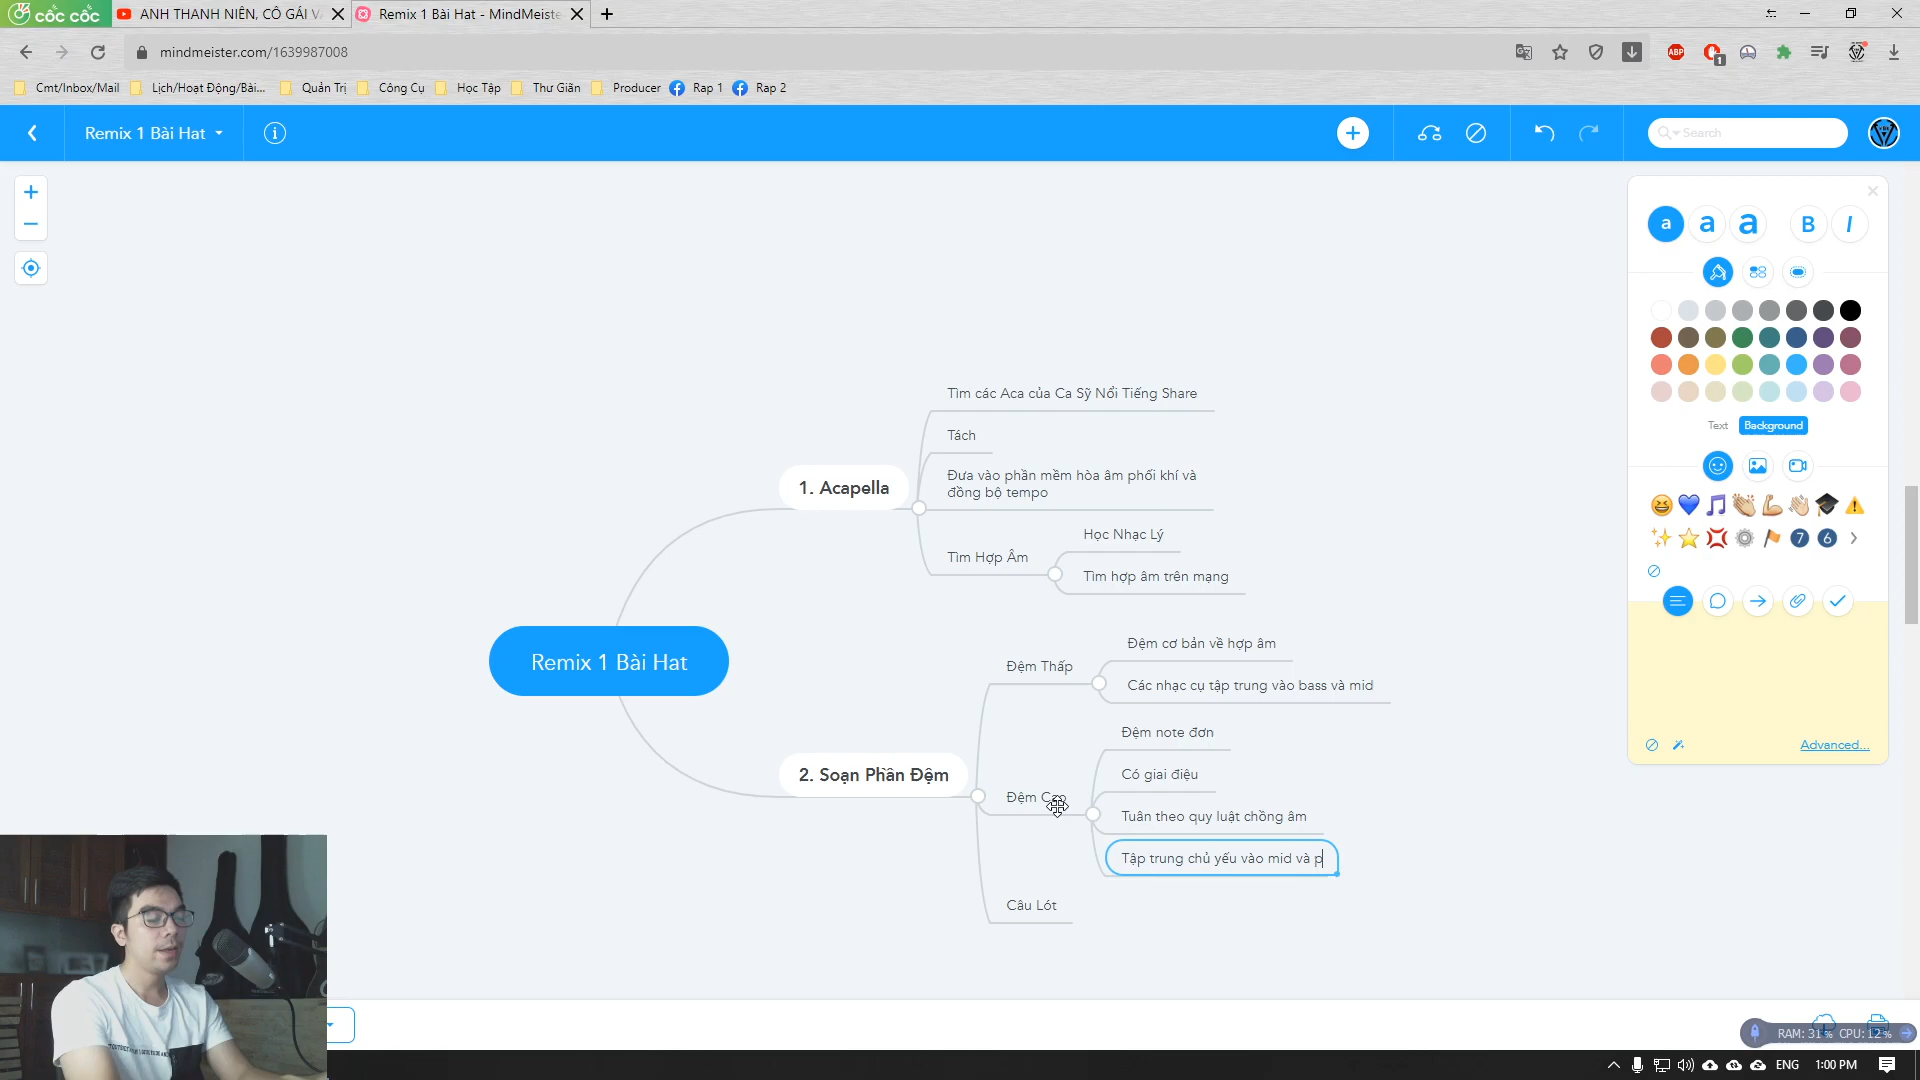 cốc cốc
ANH THANH NIÊN, CÔ GÁI V
Remix 1 Bài Hat - MindMeiste
mindmeister.com/1639987008
ABP
1
Cmt/Inbox/Mail
Lịch/Hoạt Động/Bài...
Quản Trị
Công Cụ
Học Tập
Thư Giãn
Producer
Rap 1
Rap 2
Remix 1 Bài Hat
Search
a a a B I
Text Background
7 6
Advanced...
Tìm các Aca của Ca Sỹ Nổi Tiếng Share
Tách
Đưa vào phần mềm hòa âm phối khí và
đồng bộ tempo
1. Acapella
Tìm Hợp Âm
Học Nhạc Lý
Tìm hợp âm trên mạng
Remix 1 Bài Hat
Đệm Thấp
Đệm cơ bản về hợp âm
Các nhạc cụ tập trung vào bass và mid
2. Soạn Phần Đệm
Đệm Cao
Đệm note đơn
Có giai điệu
Tuân theo quy luật chồng âm
Tập trung chủ yếu vào mid và p
Câu Lót
RAM: 31% CPU: 12%
ENG 1:00 PM